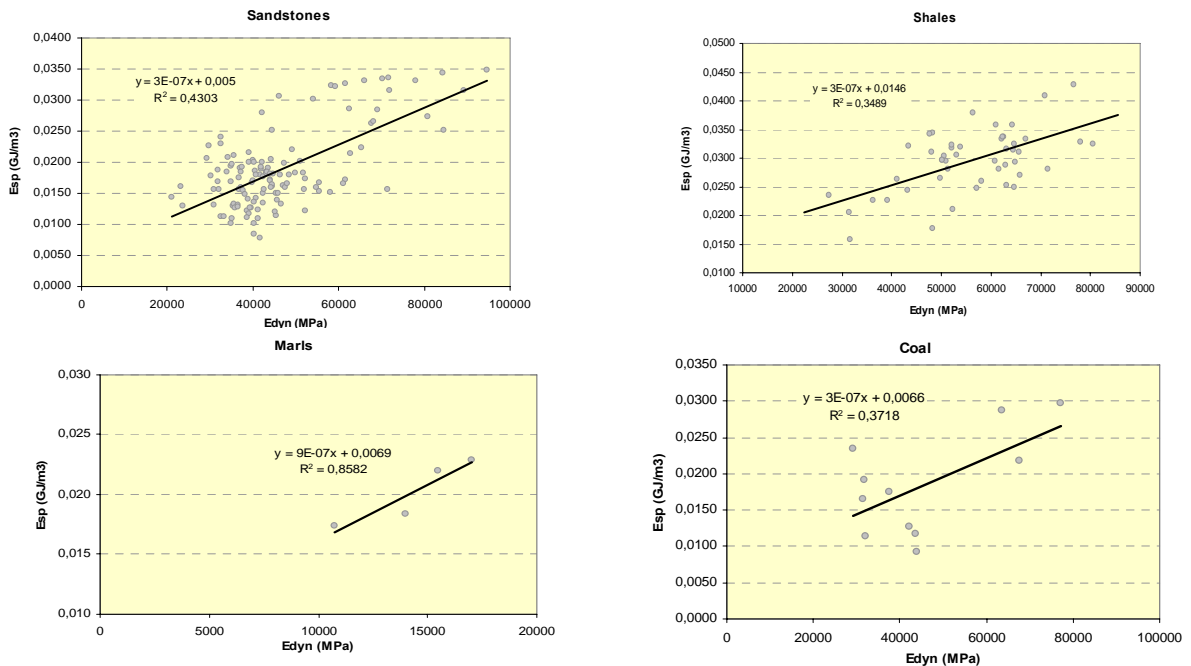 Sandstones
0,0400
0,0350
0,0300
0,0250
0,0200
0,0150
0,0100
0,0050
0,0000
Esp (GJ/m3)
y = 3E-07x + 0,005
R² = 0,4303
0 20000 40000 60000 80000 100000
Edyn (MPa)
Shales
0,0500
0,0450
0,0400
0,0350
0,0300
0,0250
0,0200
0,0150
0,0100
Esp (GJ/m3)
y = 3E-07x + 0,0146
R² = 0,3489
10000 20000 30000 40000 50000 60000 70000 80000 90000
Edyn (MPa)
Marls
0,030
0,025
0,020
0,015
0,010
Esp (GJ/m3)
y = 9E-07x + 0,0069
R² = 0,8582
0 5000 10000 15000 20000
Edyn (MPa)
Coal
0,0350
0,0300
0,0250
0,0200
0,0150
0,0100
0,0050
0,0000
Esp (GJ/m3)
y = 3E-07x + 0,0066
R² = 0,3718
0 20000 40000 60000 80000 100000
Edyn (MPa)